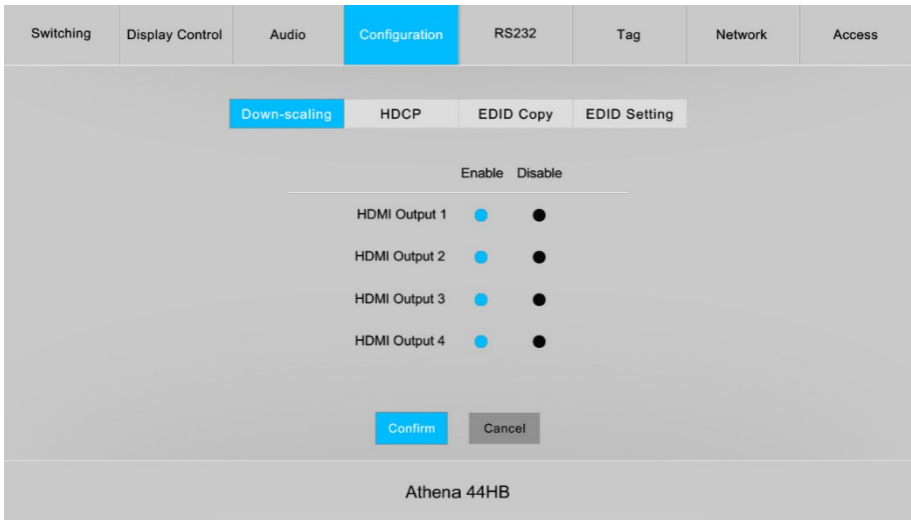 Switching Display Control Audio Configuration RS232 Tag Network Access
Down-scaling HDCP EDID Copy EDID Setting
Enable Disable
HDMI Output 1
HDMI Output 2
HDMI Output 3
HDMI Output 4
Confirm Cancel
Athena 44HB